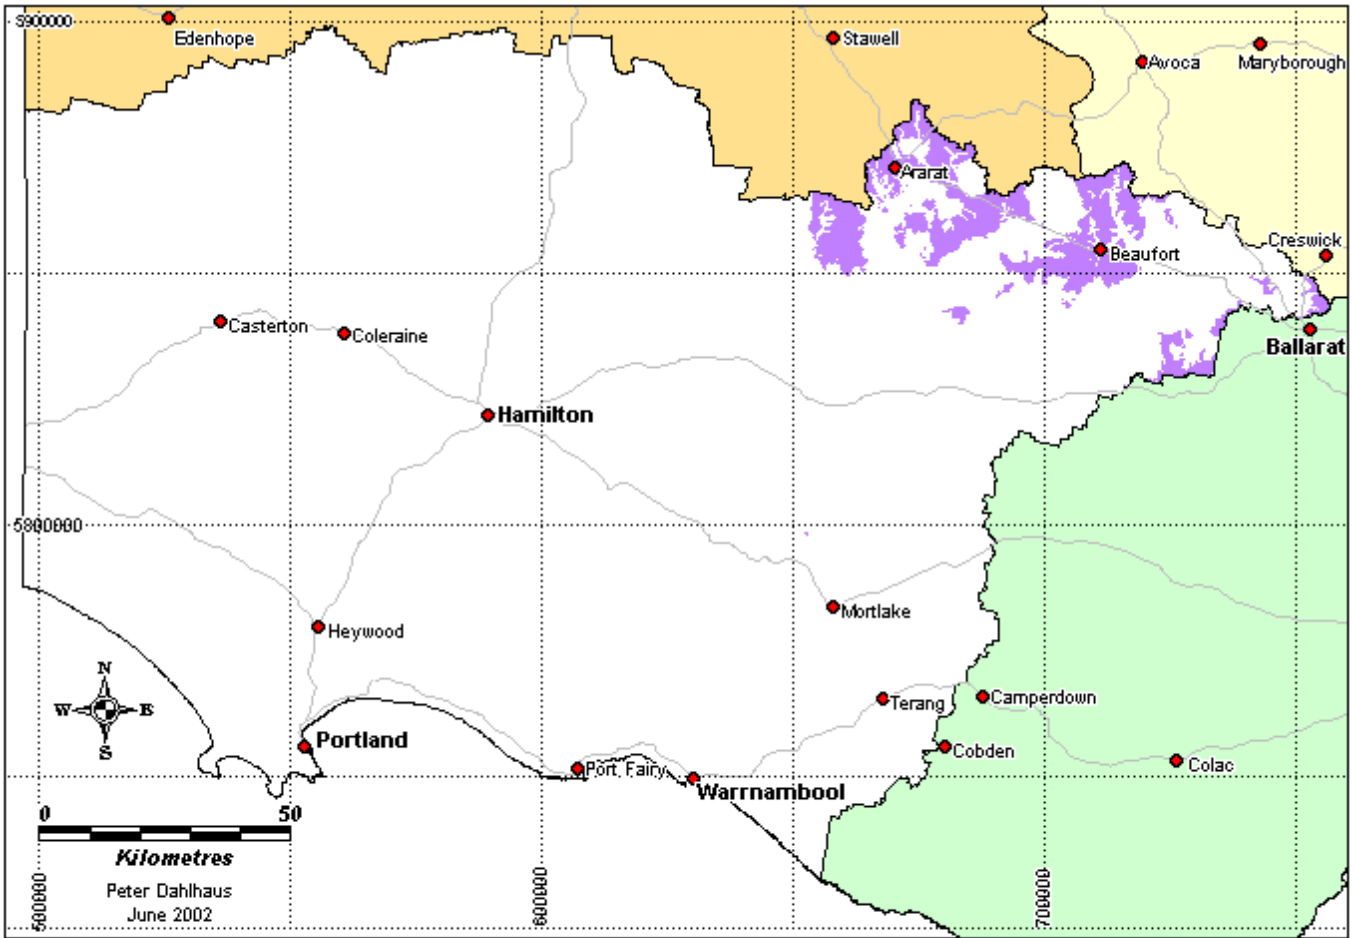 5900000
Edenhope
Stawell
Avoca
Maryborough
Ararat
Creswick
Beaufort
Casterton
Coleraine
Ballarat
Hamilton
5800000
Mortlake
Heywood
N
W E
S
Terang
Camperdown
Portland
Cobden
Port Fairy
Colac
Warrnambool
0 50
Kilometres
Peter Dahlhaus
June 2002
500000
600000
700000